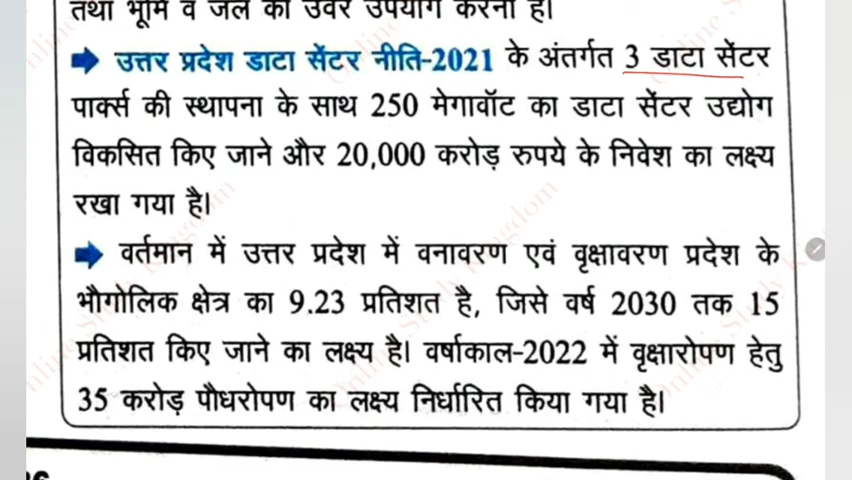 तथा भूमि व जल का उर्वर उपयोग करना है।
➡ उत्तर प्रदेश डाटा सेंटर नीति-2021 के अंतर्गत 3 डाटा सेंटर
पार्क्स की स्थापना के साथ 250 मेगावॉट का डाटा सेंटर उद्योग
विकसित किए जाने और 20,000 करोड़ रुपये के निवेश का लक्ष्य
रखा गया है।
➡ वर्तमान में उत्तर प्रदेश में वनावरण एवं वृक्षावरण प्रदेश के
भौगोलिक क्षेत्र का 9.23 प्रतिशत है, जिसे वर्ष 2030 तक 15
प्रतिशत किए जाने का लक्ष्य है। वर्षाकाल-2022 में वृक्षारोपण हेतु
35 करोड़ पौधरोपण का लक्ष्य निर्धारित किया गया है।